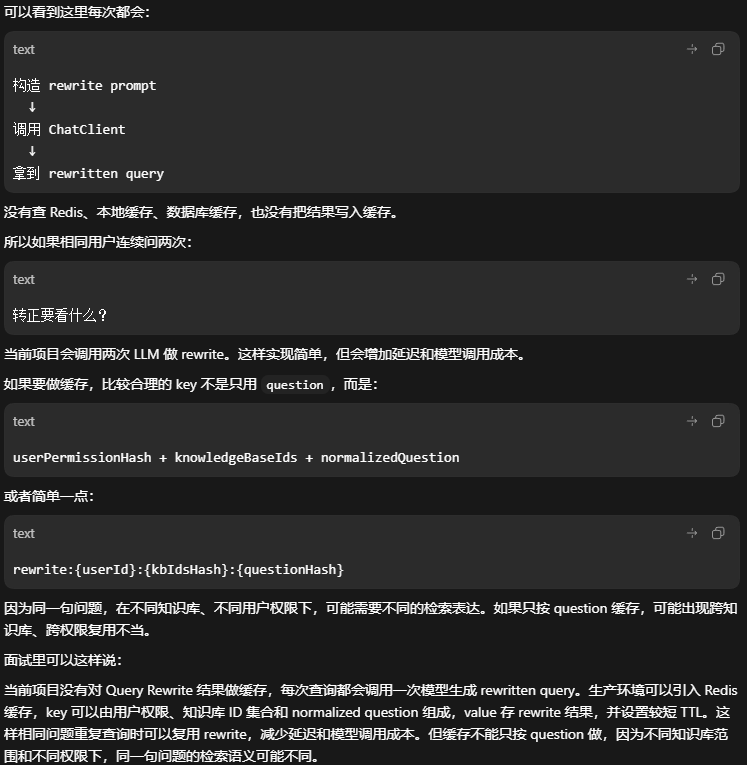 可以看到这里每次都会：
text
构造 rewrite prompt
↓
调用 ChatClient
↓
拿到 rewritten query
没有查 Redis、本地缓存、数据库缓存，也没有把结果写入缓存。
所以如果相同用户连续问两次：
text
转正要看什么？
当前项目会调用两次 LLM 做 rewrite。这样实现简单，但会增加延迟和模型调用成本。
如果要做缓存，比较合理的 key 不是只用 question，而是：
text
userPermissionHash + knowledgeBaseIds + normalizedQuestion
或者简单一点：
text
rewrite:{userId}:{kbIdsHash}:{questionHash}
因为同一句问题，在不同知识库、不同用户权限下，可能需要不同的检索表达。如果只按 question 缓存，可能出现跨知
识库、跨权限复用不当。
面试里可以这样说：
当前项目没有对 Query Rewrite 结果做缓存，每次查询都会调用一次模型生成 rewritten query。生产环境可以引入 Redis
缓存，key 可以由用户权限、知识库 ID 集合和 normalized question 组成，value 存 rewrite 结果，并设置较短 TTL。这
样相同问题重复查询时可以复用 rewrite，减少延迟和模型调用成本。但缓存不能只按 question 做，因为不同知识库范
围和不同权限下，同一句问题的检索语义可能不同。